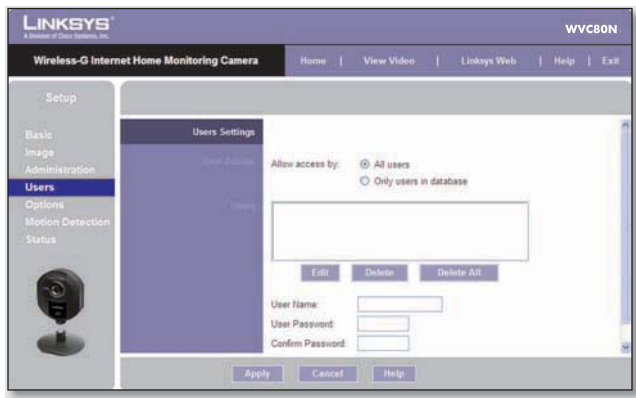 LINKSYS®
A Division of Cisco Systems, Inc.
WVC80N
Wireless-G Internet Home Monitoring Camera
Home | View Video | Linksys Web | Help | Exit
Setup
Basic
Image
Administration
Users
Options
Motion Detection
Status
Users Settings
User Access
Allow access by:
All users
Only users in database
Users
Edit Delete Delete All
User Name:
User Password:
Confirm Password:
Apply Cancel Help